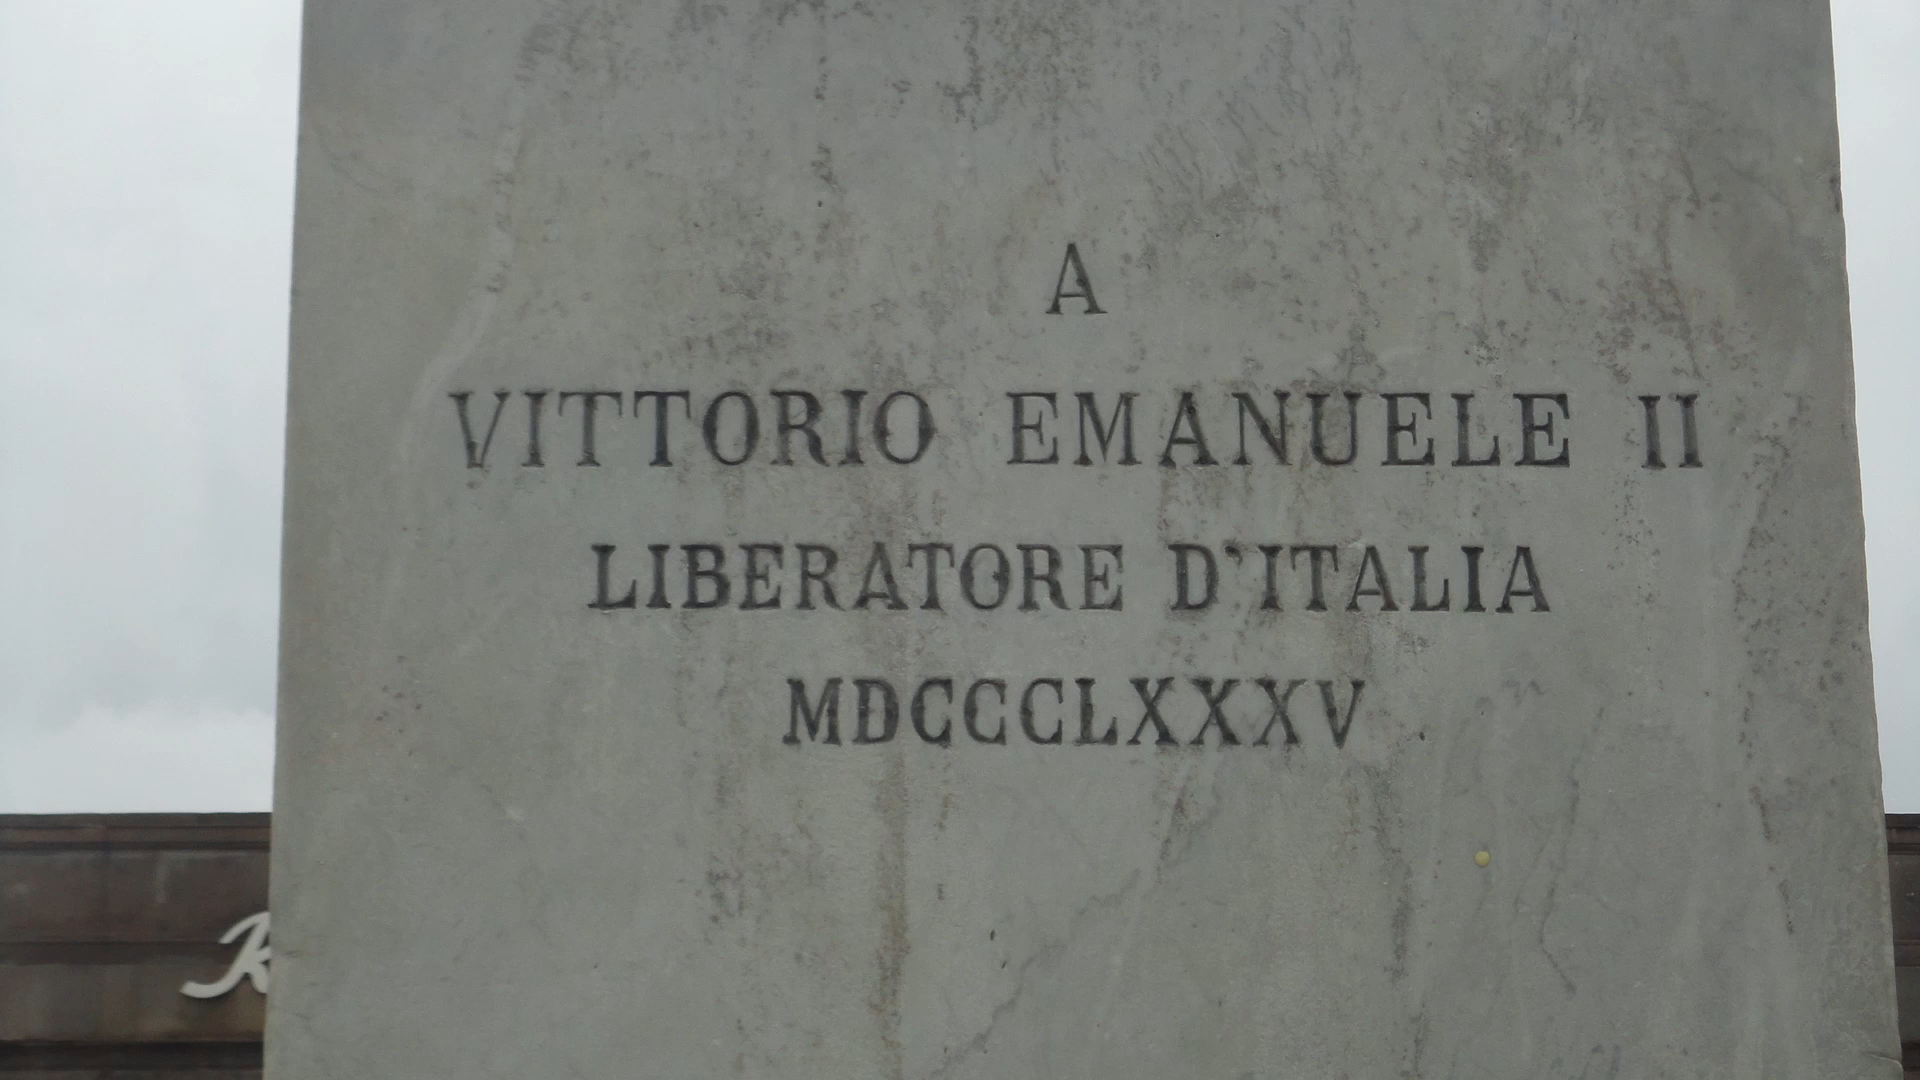 A
VITTORIO EMANUELE II
LIBERATORE D'ITALIA
MDCCCLXXXV